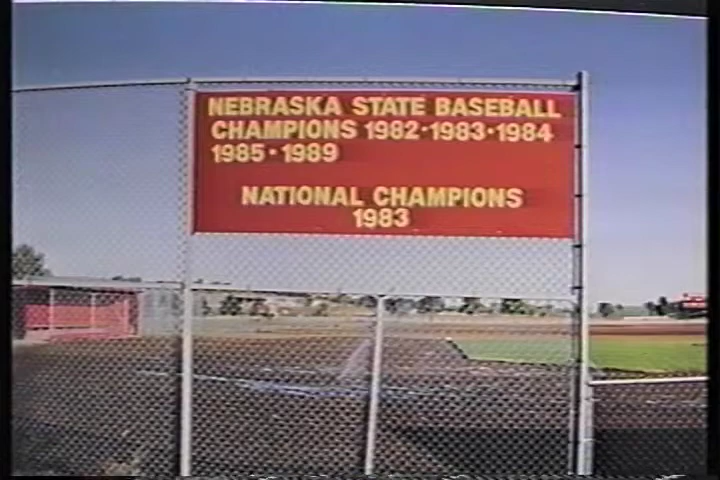 NEBRASKA STATE BASEBALL
CHAMPIONS 1982•1983•1984
1985•1989
NATIONAL CHAMPIONS
1983